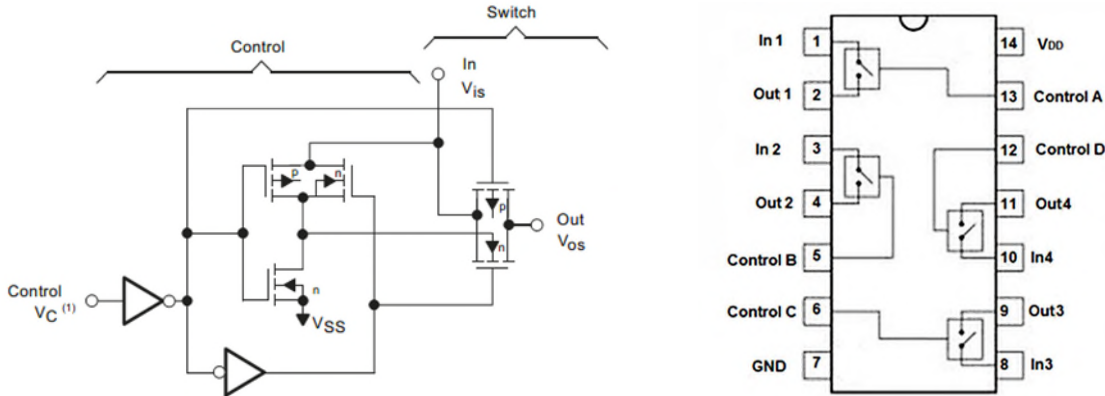 Switch
Control
In
Vis
p
n
p
n
Out
Vos
n
VSS
Control
VC (1)
In 1
1
14
VDD
Out 1
2
13
Control A
In 2
3
12
Control D
Out 2
4
11
Out4
Control B
5
10
In4
Control C
6
9
Out3
GND
7
8
In3